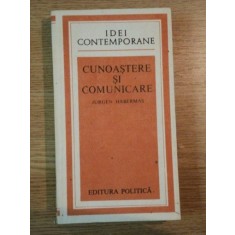 IDEI
CONTEMPORANE
CUNOAȘTERE
ȘI
COMUNICARE
JÜRGEN HABERMAS
EDITURA POLITICĂ